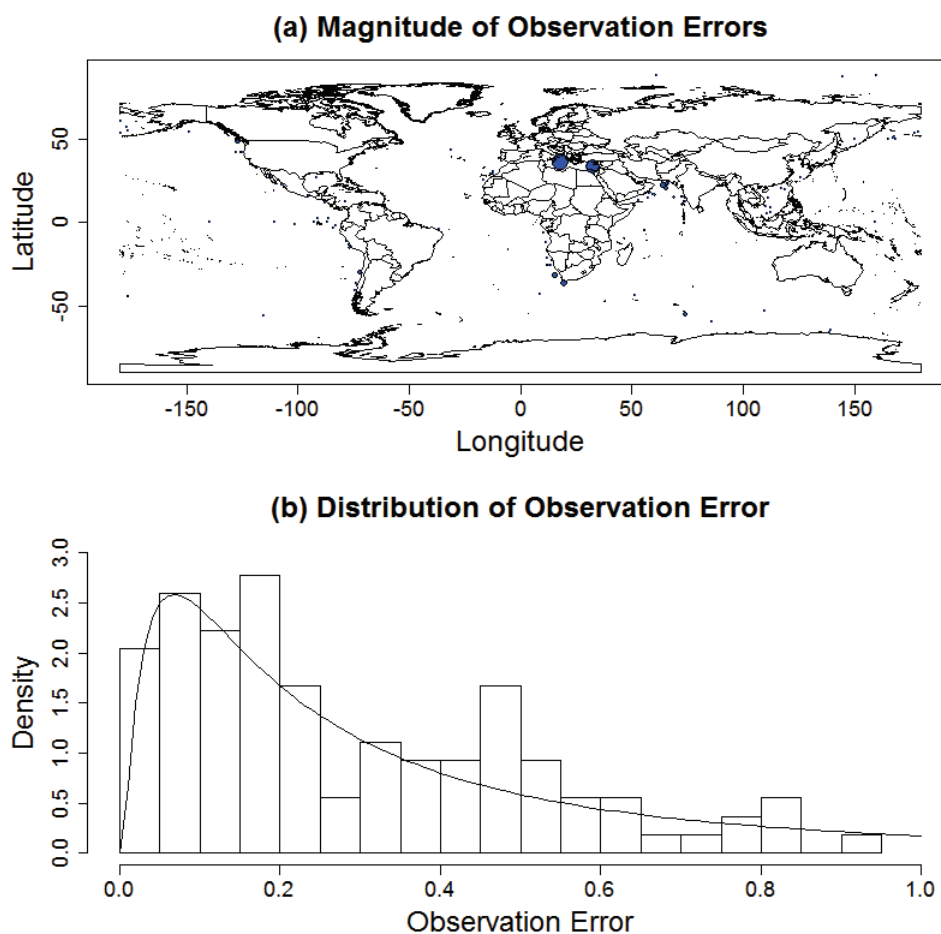 (a) Magnitude of Observation Errors
Latitude
50
0
-50
-150 -100 -50 0 50 100 150
Longitude
(b) Distribution of Observation Error
Density
3.0
2.5
2.0
1.5
1.0
0.5
0.0
0.0 0.2 0.4 0.6 0.8 1.0
Observation Error